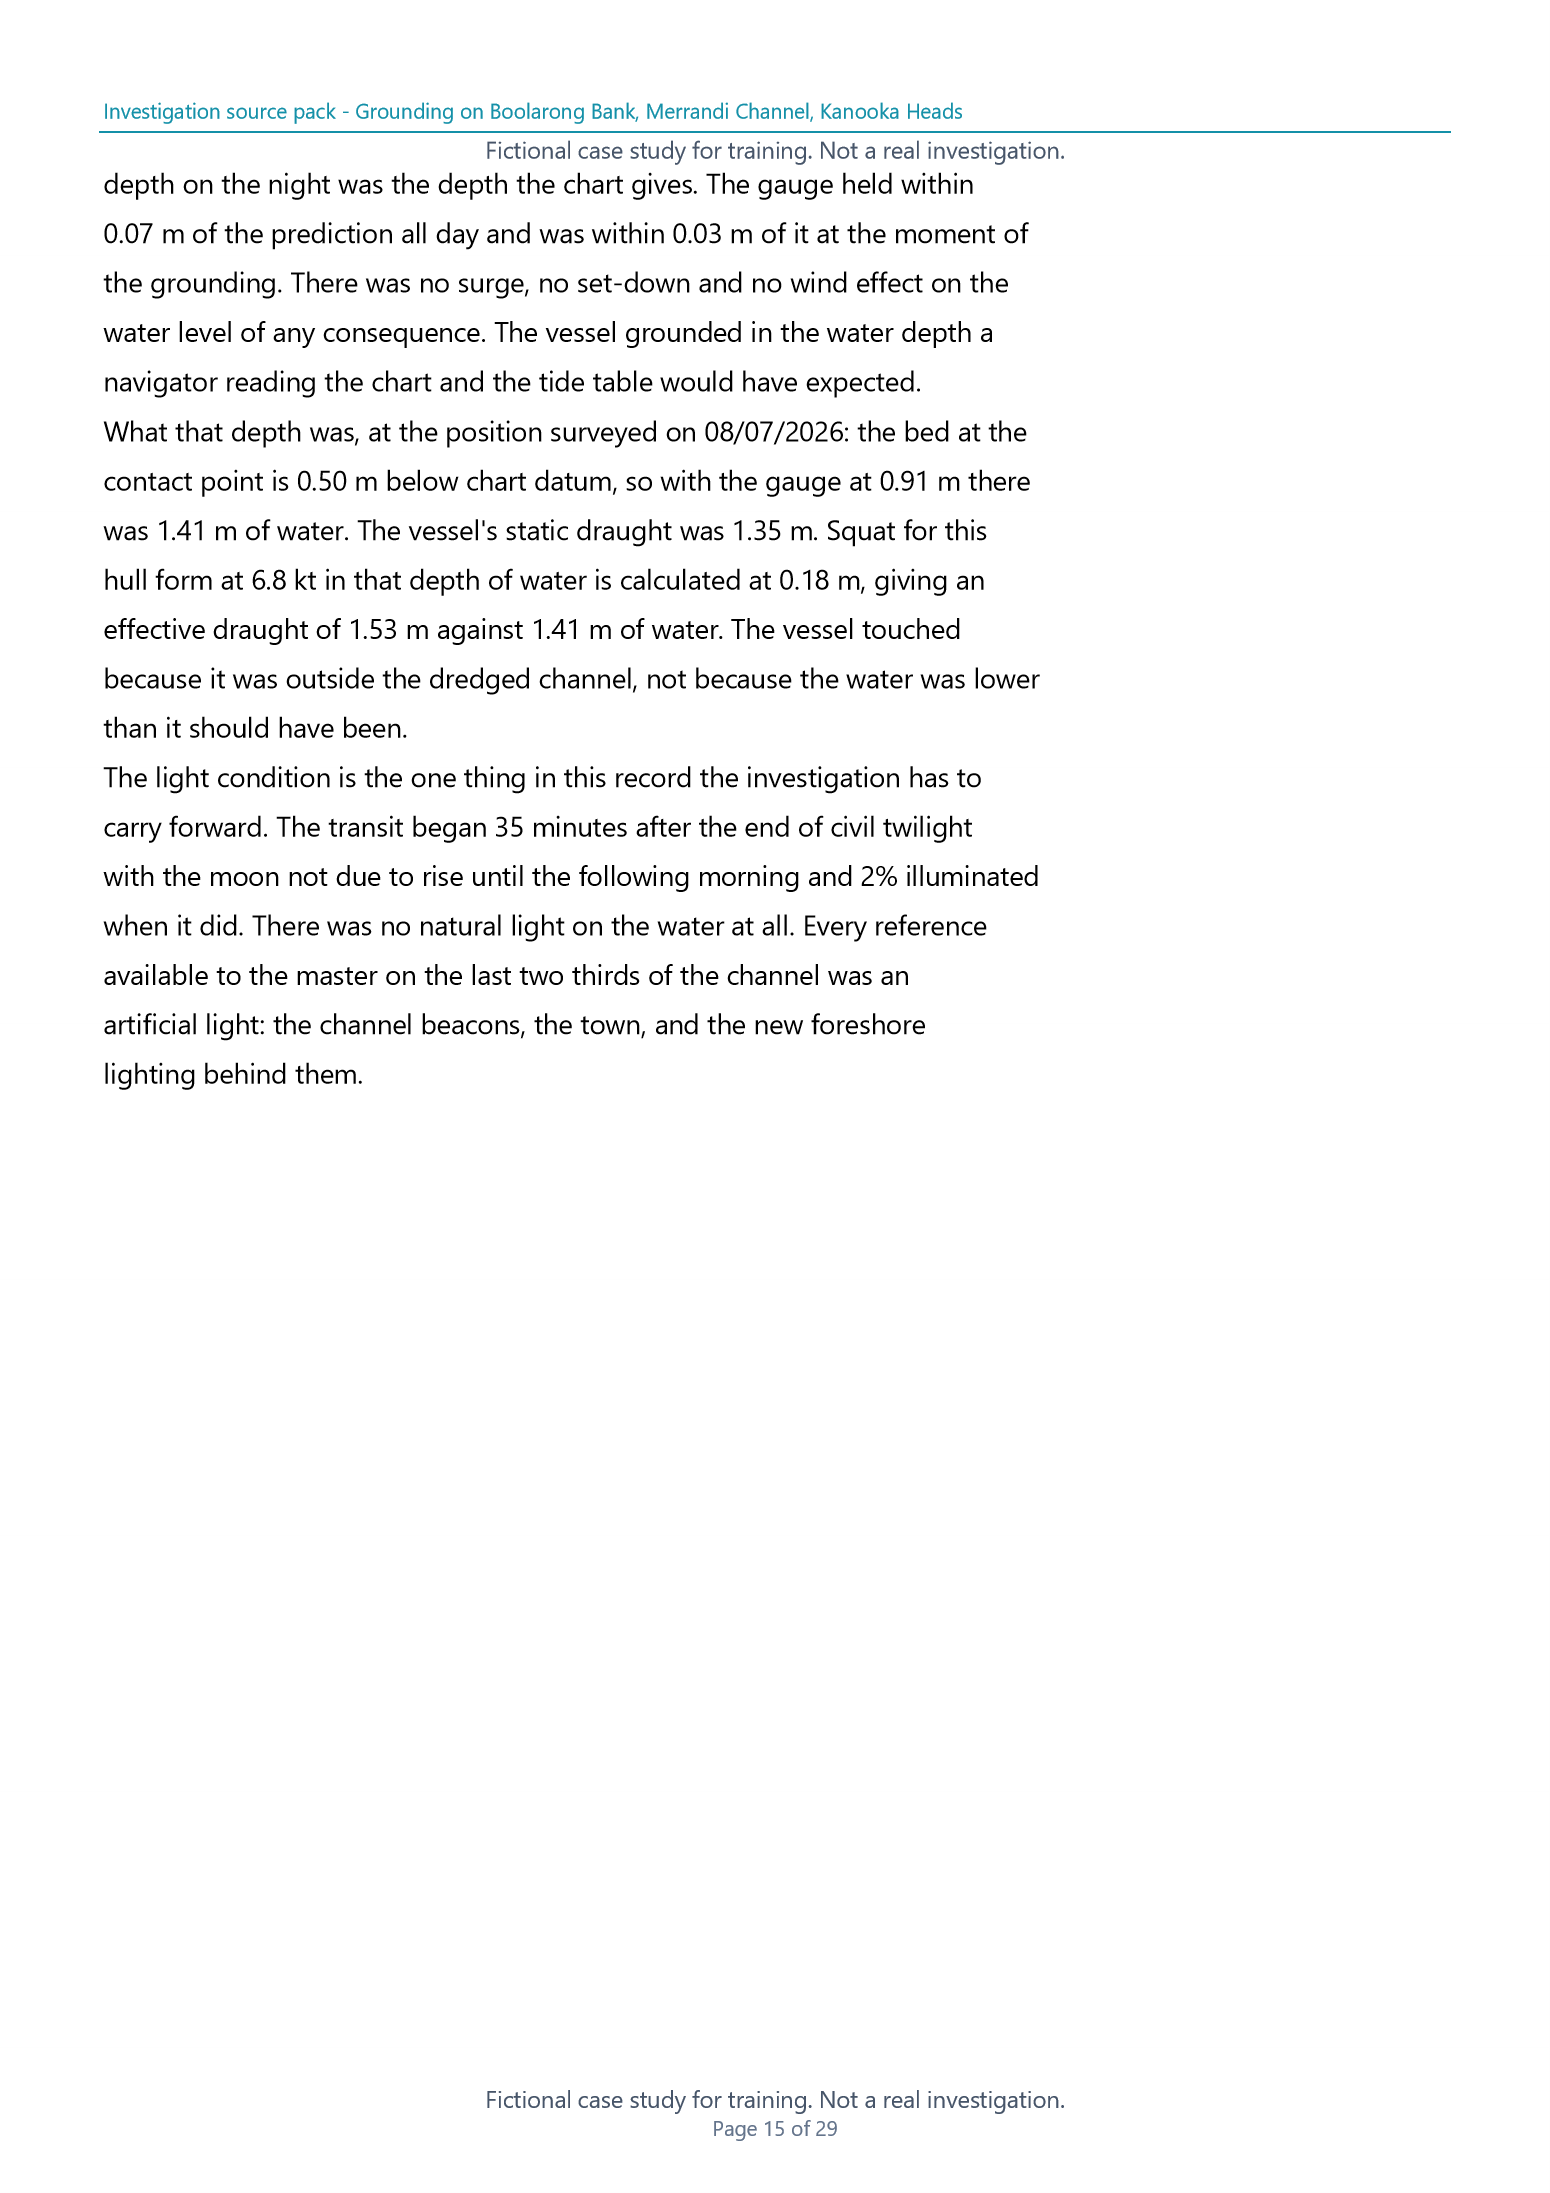 Investigation source pack - Grounding on Boolarong Bank, Merrandi Channel, Kanooka Heads
Fictional case study for training. Not a real investigation.
depth on the night was the depth the chart gives. The gauge held within
0.07 m of the prediction all day and was within 0.03 m of it at the moment of
the grounding. There was no surge, no set-down and no wind effect on the
water level of any consequence. The vessel grounded in the water depth a
navigator reading the chart and the tide table would have expected.
What that depth was, at the position surveyed on 08/07/2026: the bed at the
contact point is 0.50 m below chart datum, so with the gauge at 0.91 m there
was 1.41 m of water. The vessel's static draught was 1.35 m. Squat for this
hull form at 6.8 kt in that depth of water is calculated at 0.18 m, giving an
effective draught of 1.53 m against 1.41 m of water. The vessel touched
because it was outside the dredged channel, not because the water was lower
than it should have been.
The light condition is the one thing in this record the investigation has to
carry forward. The transit began 35 minutes after the end of civil twilight
with the moon not due to rise until the following morning and 2% illuminated
when it did. There was no natural light on the water at all. Every reference
available to the master on the last two thirds of the channel was an
artificial light: the channel beacons, the town, and the new foreshore
lighting behind them.
Fictional case study for training. Not a real investigation.
Page 15 of 29